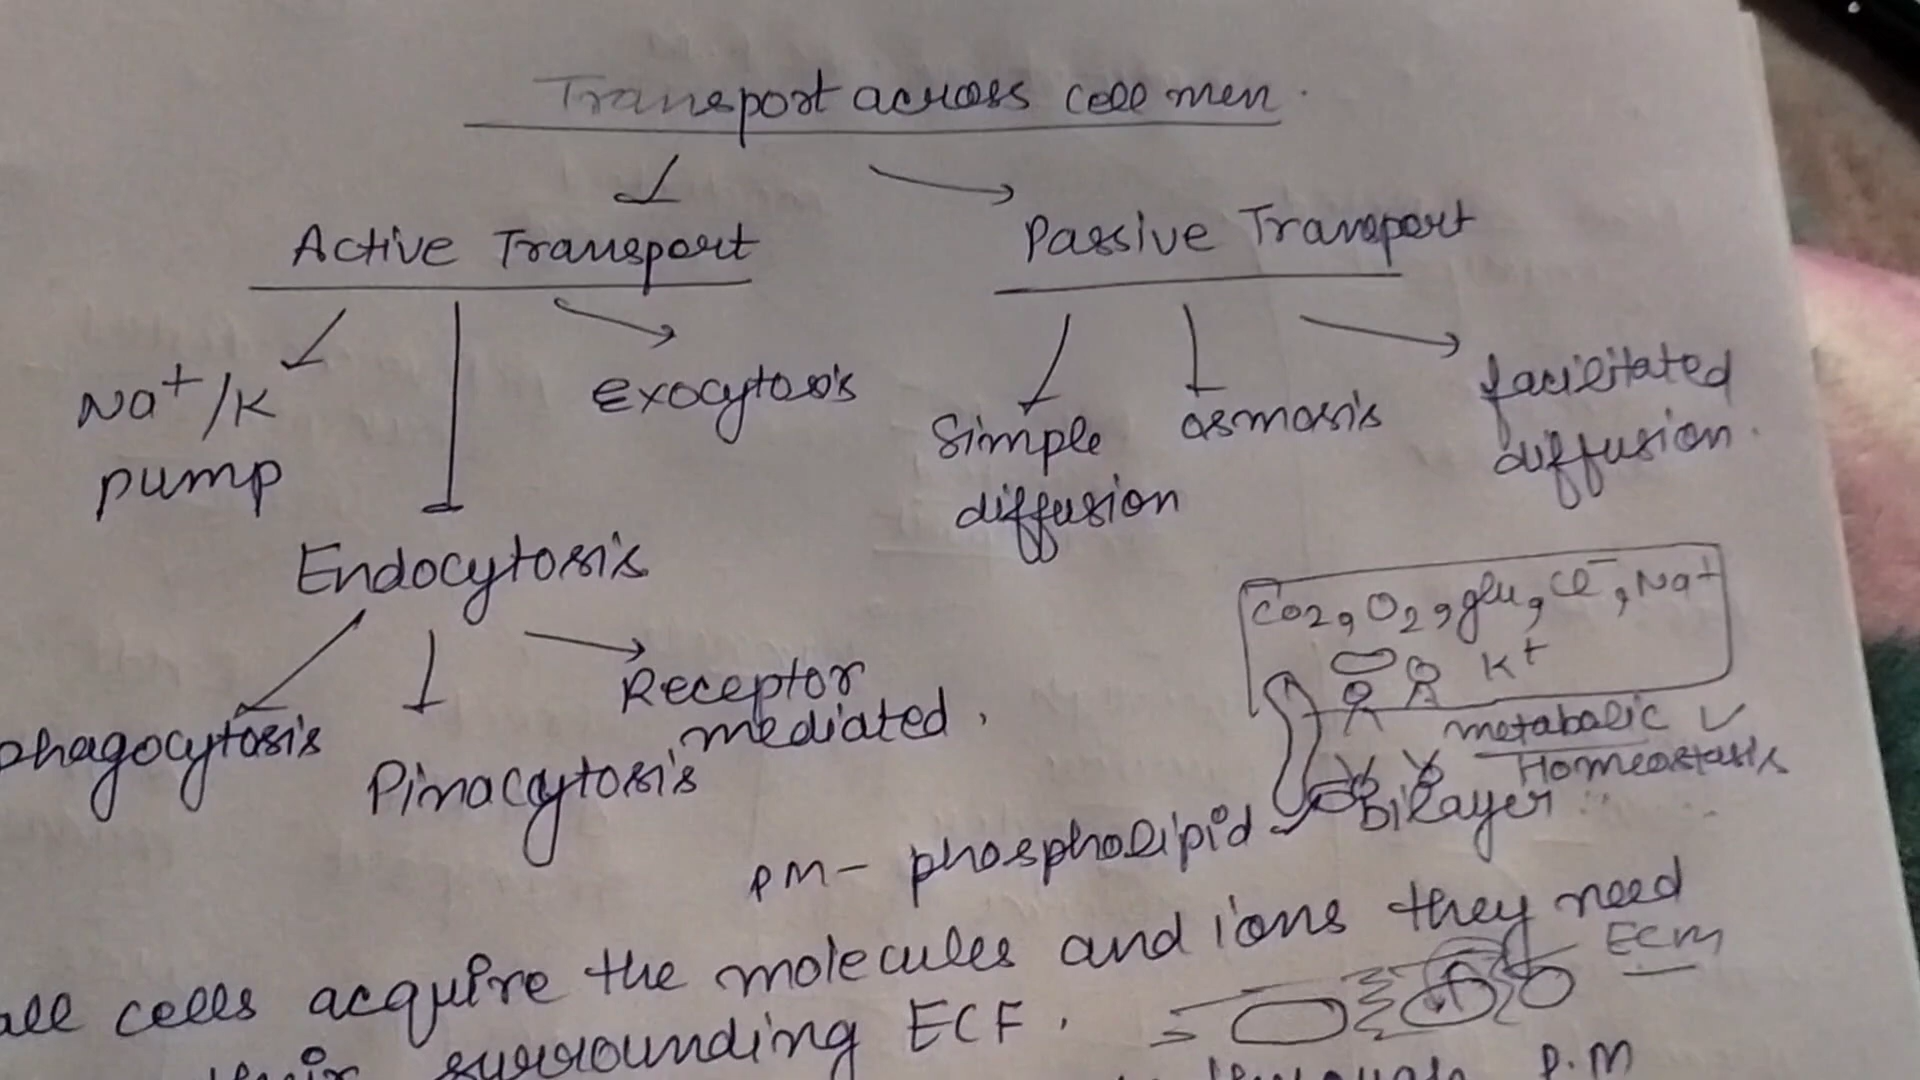 Transport across cell men.
Active Transport
Passive Transport
Na+/K
pump
Exocytosis
Simple
diffusion
osmosis
facilitated
diffusion.
Endocytosis
phagocytosis
Pinacytosis
Receptor
mediated.
CO2, O2, glu, Cl-, Na+
K+
metabolic ✓
Homeostasis
PM - phospholipid Bilayer
all cells acquire the molecules and ions they need
surrounding ECF.
ECM
P.M